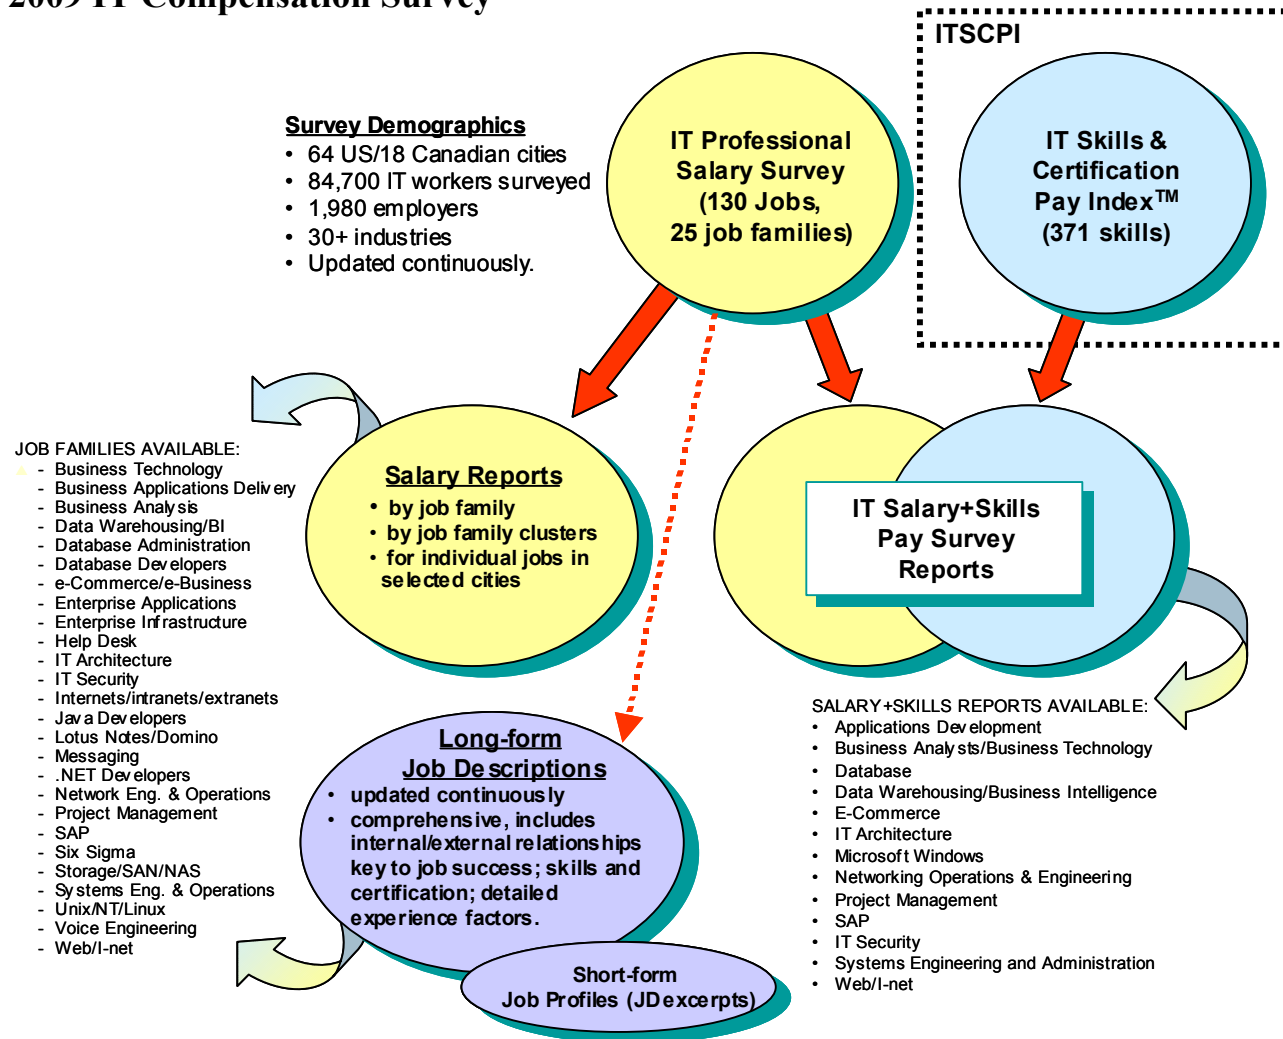 2009 IT Compensation Survey
ITSCPI
Survey Demographics
• 64 US/18 Canadian cities
• 84,700 IT workers surveyed
• 1,980 employers
• 30+ industries
• Updated continuously.
IT Professional
Salary Survey
(130 Jobs,
25 job families)
IT Skills &
Certification
Pay Index™
(371 skills)
JOB FAMILIES AVAILABLE:
- Business Technology
- Business Applications Delivery
- Business Analysis
- Data Warehousing/BI
- Database Administration
- Database Developers
- e-Commerce/e-Business
- Enterprise Applications
- Enterprise Infrastructure
- Help Desk
- IT Architecture
- IT Security
- Internets/intranets/extranets
- Java Developers
- Lotus Notes/Domino
- Messaging
- .NET Developers
- Network Eng. & Operations
- Project Management
- SAP
- Six Sigma
- Storage/SAN/NAS
- Systems Eng. & Operations
- Unix/NT/Linux
- Voice Engineering
- Web/I-net
Salary Reports
• by job family
• by job family clusters
• for individual jobs in
selected cities
IT Salary+Skills
Pay Survey
Reports
Long-form
Job Descriptions
• updated continuously
• comprehensive, includes
internal/external relationships
key to job success; skills and
certification; detailed
experience factors.
Short-form
Job Profiles (JD excerpts)
SALARY+SKILLS REPORTS AVAILABLE:
• Applications Development
• Business Analysts/Business Technology
• Database
• Data Warehousing/Business Intelligence
• E-Commerce
• IT Architecture
• Microsoft Windows
• Networking Operations & Engineering
• Project Management
• SAP
• IT Security
• Systems Engineering and Administration
• Web/I-net